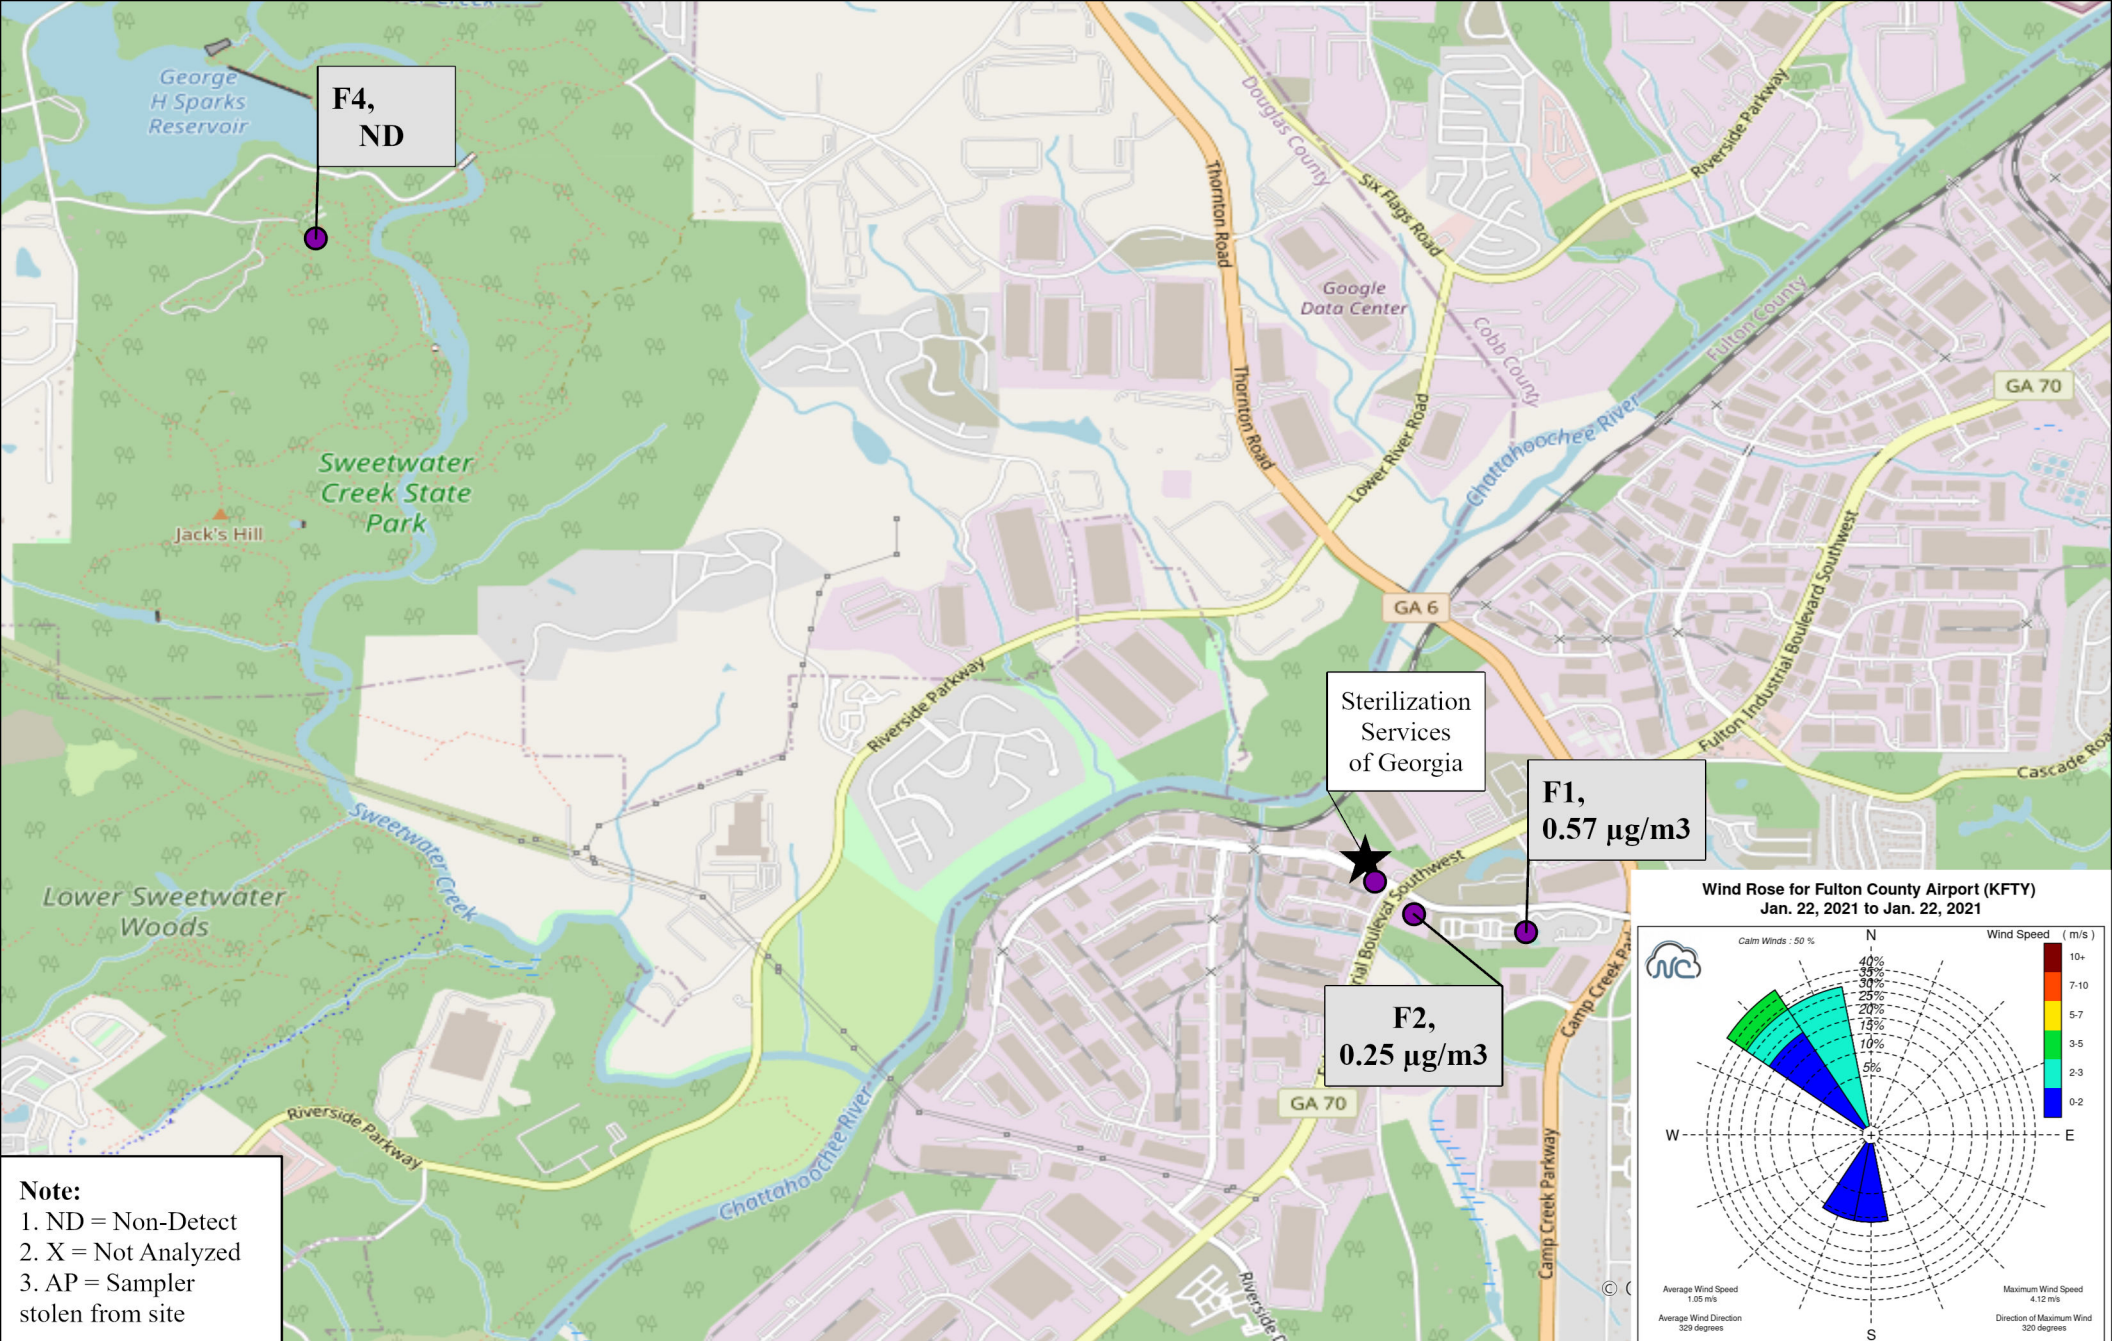 George
H Sparks
Reservoir
F4,
ND
Douglas County
Riverside Parkway
Thornton Road
Six Flags Road
Google
Data Center
Cobb County
Fulton County
GA 70
Thornton Road
Lower River Road
Chattahoochee River
Sweetwater
Creek State
Park
Jack's Hill
Fulton Industrial Boulevard Southwest
GA 6
Riverside Parkway
Sterilization
Services
of Georgia
Cascade Roa
F1,
0.57 µg/m3
Sweetwater Creek
Lower Sweetwater
Woods
rial Boulevard Southwest
Camp Creek Par
F2,
0.25 µg/m3
GA 70
Riverside Parkway
Chattahoochee River
Camp Creek Parkway
Riverside D
©
Note:
1. ND = Non-Detect
2. X = Not Analyzed
3. AP = Sampler
stolen from site
Wind Rose for Fulton County Airport (KFTY)
Jan. 22, 2021 to Jan. 22, 2021
NC
Calm Winds : 50 %
N
Wind Speed ( m/s )
40%
35%
30%
25%
20%
15%
10%
5%
10+
7-10
5-7
3-5
2-3
0-2
W
E
S
Average Wind Speed
1.05 m/s
Average Wind Direction
329 degrees
Maximum Wind Speed
4.12 m/s
Direction of Maximum Wind
320 degrees